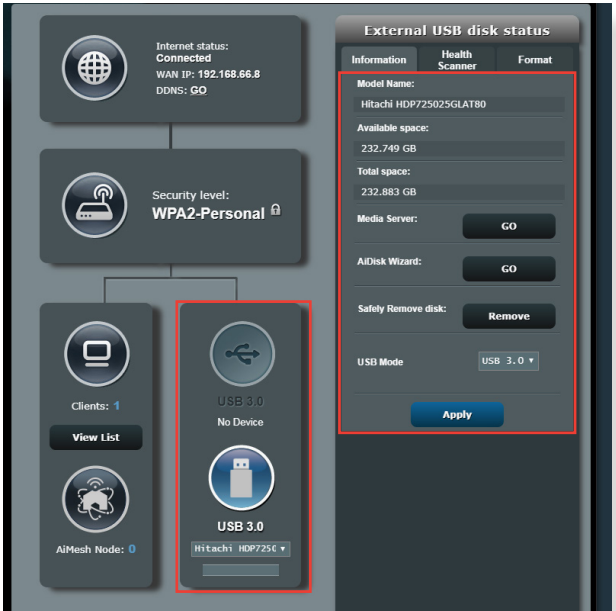 Internet status:
Connected
WAN IP: 192.168.66.8
DDNS: GO
Security level:
WPA2-Personal
Clients: 1
View List
AiMesh Node: 0
USB 3.0
No Device
USB 3.0
Hitachi HDP7250
External USB disk status
Information
Health
Scanner
Format
Model Name:
Hitachi HDP725025GLAT80
Available space:
232.749 GB
Total space:
232.883 GB
Media Server:
GO
AiDisk Wizard:
GO
Safely Remove disk:
Remove
USB Mode
USB 3.0
Apply